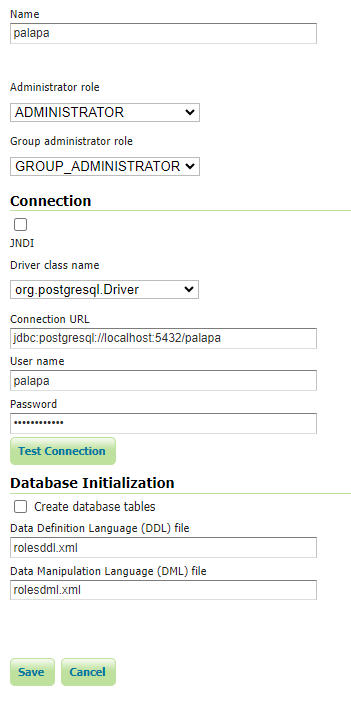 Name
palapa
Administrator role
ADMINISTRATOR
Group administrator role
GROUP_ADMINISTRATOR
Connection
JNDI
Driver class name
org.postgresql.Driver
Connection URL
jdbc:postgresql://localhost:5432/palapa
User name
palapa
Password
••••••••••••
Test Connection
Database Initialization
Create database tables
Data Definition Language (DDL) file
rolesddl.xml
Data Manipulation Language (DML) file
rolesdml.xml
Save Cancel